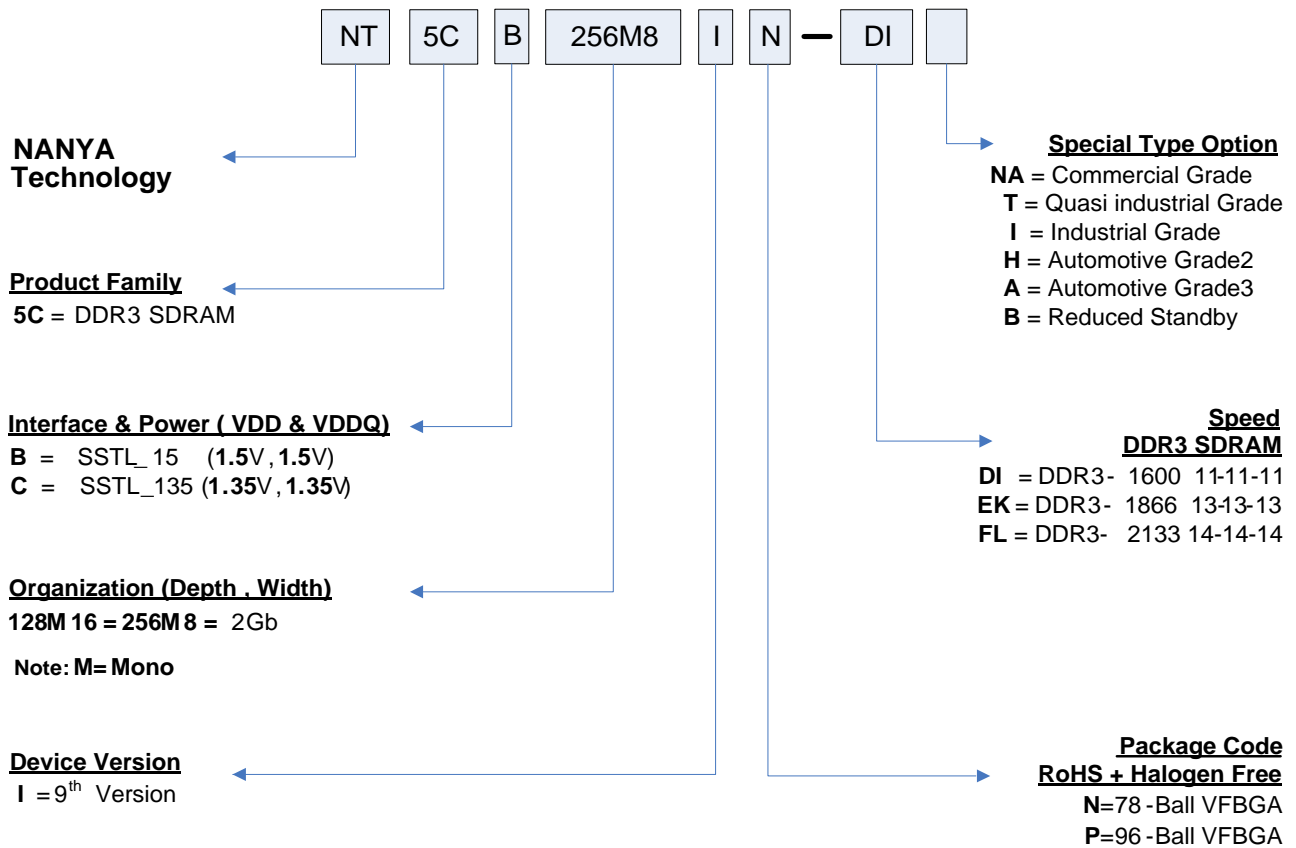 NT 5C B 256M8 I N — DI
NANYA
Technology
Product Family
5C = DDR3 SDRAM
Interface & Power ( VDD & VDDQ)
B = SSTL_ 15 (1.5V , 1.5V)
C = SSTL_135 (1.35V , 1.35V)
Organization (Depth , Width)
128M 16 = 256M 8 = 2Gb
Note: M= Mono
Device Version
I = 9th Version
Special Type Option
NA = Commercial Grade
T = Quasi industrial Grade
I = Industrial Grade
H = Automotive Grade2
A = Automotive Grade3
B = Reduced Standby
Speed
DDR3 SDRAM
DI = DDR3- 1600 11-11-11
EK = DDR3- 1866 13-13-13
FL = DDR3- 2133 14-14-14
Package Code
RoHS + Halogen Free
N=78 -Ball VFBGA
P=96 -Ball VFBGA